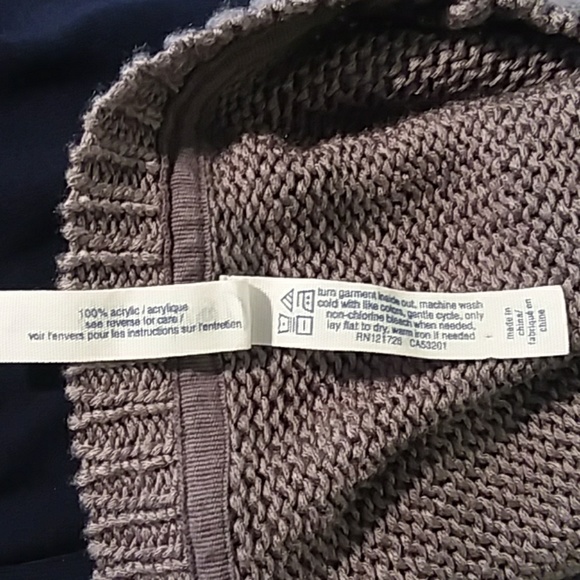 100% acrylic / acrylique
see reverse for care /
voir l'envers pour les instructions sur l'entretien
turn garment inside out, machine wash
cold with like colors, gentle cycle, only
non-chlorine bleach when needed,
lay flat to dry, warm iron if needed
RN121726 CA53201
made in
china/
fabriqué en
chine